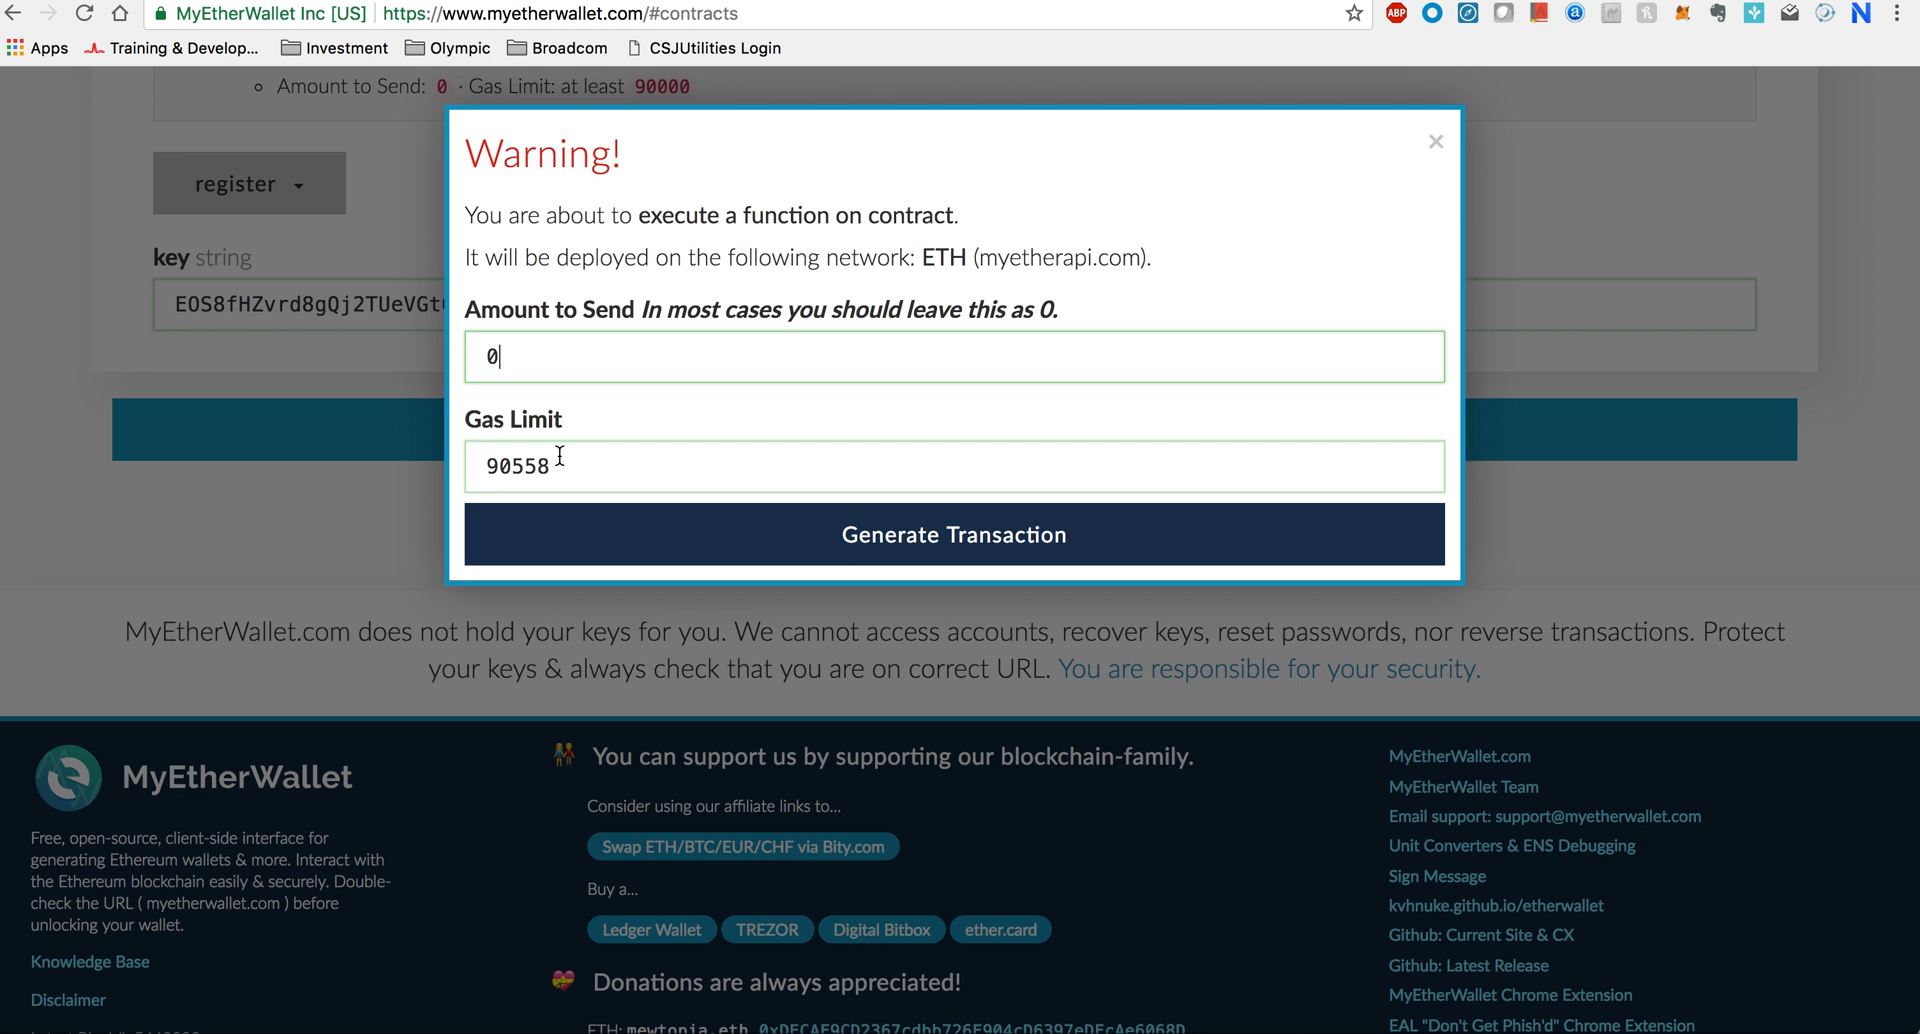 MyEtherWallet Inc [US] https://www.myetherwallet.com/#contracts
ABP
Apps Training & Develop... Investment Olympic Broadcom CSJUtilities Login
Amount to Send: 0 · Gas Limit: at least 90000
Warning!
×
register
You are about to execute a function on contract.
It will be deployed on the following network: ETH (myetherapi.com).
key string
EOS8fHZvrd8gQj2TUeVGt
Amount to Send In most cases you should leave this as 0.
0
Gas Limit
90558
Generate Transaction
MyEtherWallet.com does not hold your keys for you. We cannot access accounts, recover keys, reset passwords, nor reverse transactions. Protect
your keys & always check that you are on correct URL. You are responsible for your security.
MyEtherWallet
Free, open-source, client-side interface for
generating Ethereum wallets & more. Interact with
the Ethereum blockchain easily & securely. Double-
check the URL ( myetherwallet.com ) before
unlocking your wallet.
Knowledge Base
Disclaimer
You can support us by supporting our blockchain-family.
Consider using our affiliate links to...
Swap ETH/BTC/EUR/CHF via Bity.com
Buy a...
Ledger Wallet TREZOR Digital Bitbox ether.card
Donations are always appreciated!
ETH: mewtopia.eth
MyEtherWallet.com
MyEtherWallet Team
Email support: support@myetherwallet.com
Unit Converters & ENS Debugging
Sign Message
kvhnuke.github.io/etherwallet
Github: Current Site & CX
Github: Latest Release
MyEtherWallet Chrome Extension
EAL "Don't Get Phish'd" Chrome Extension